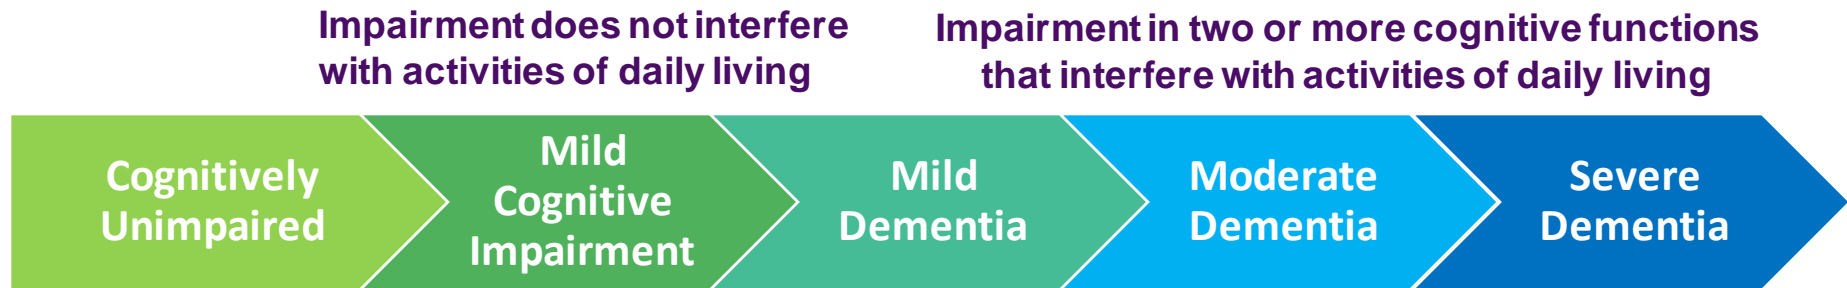 Impairment does not interfere
with activities of daily living
Impairment in two or more cognitive functions
that interfere with activities of daily living
Cognitively
Unimpaired
Mild
Cognitive
Impairment
Mild
Dementia
Moderate
Dementia
Severe
Dementia